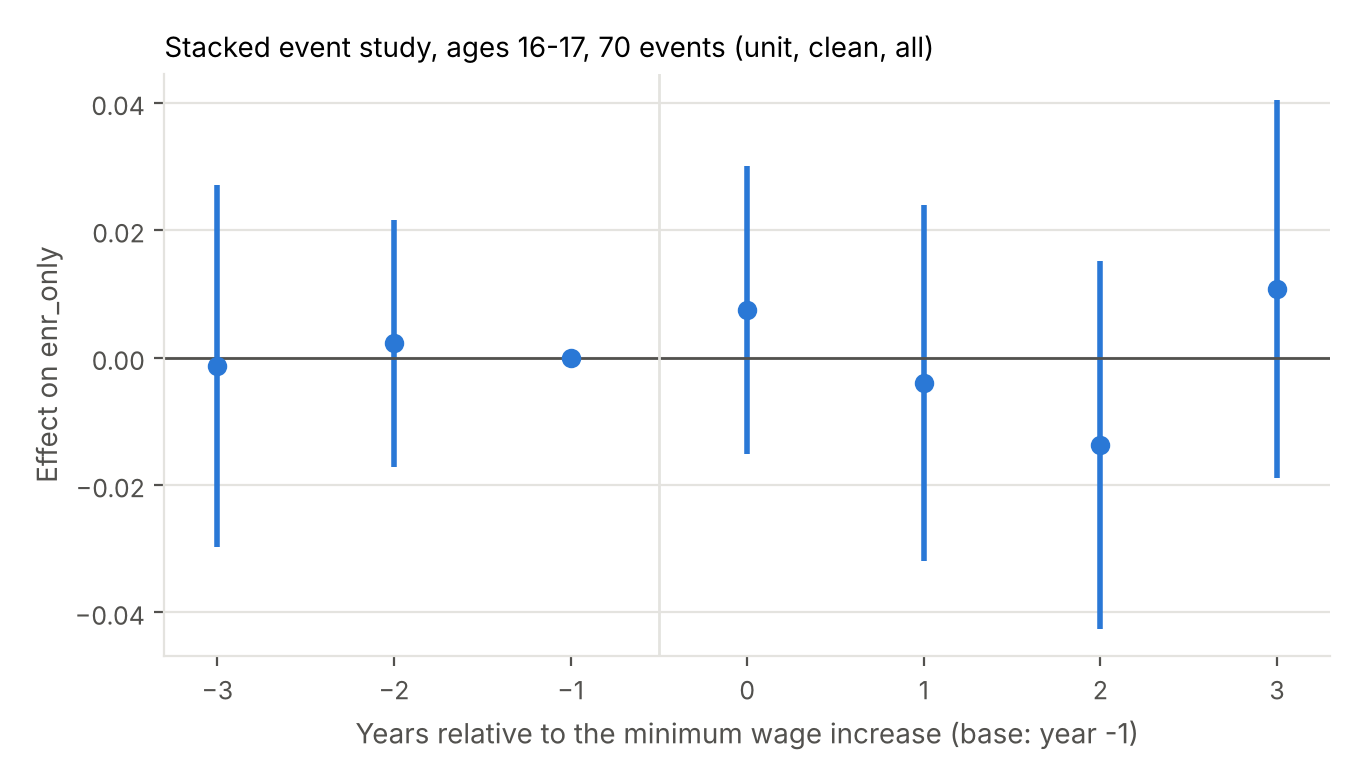 Stacked event study, ages 16-17, 70 events (unit, clean, all)
0.04
0.02
0.00
−0.02
−0.04
Effect on enr_only
−3 −2 −1 0 1 2 3
Years relative to the minimum wage increase (base: year -1)